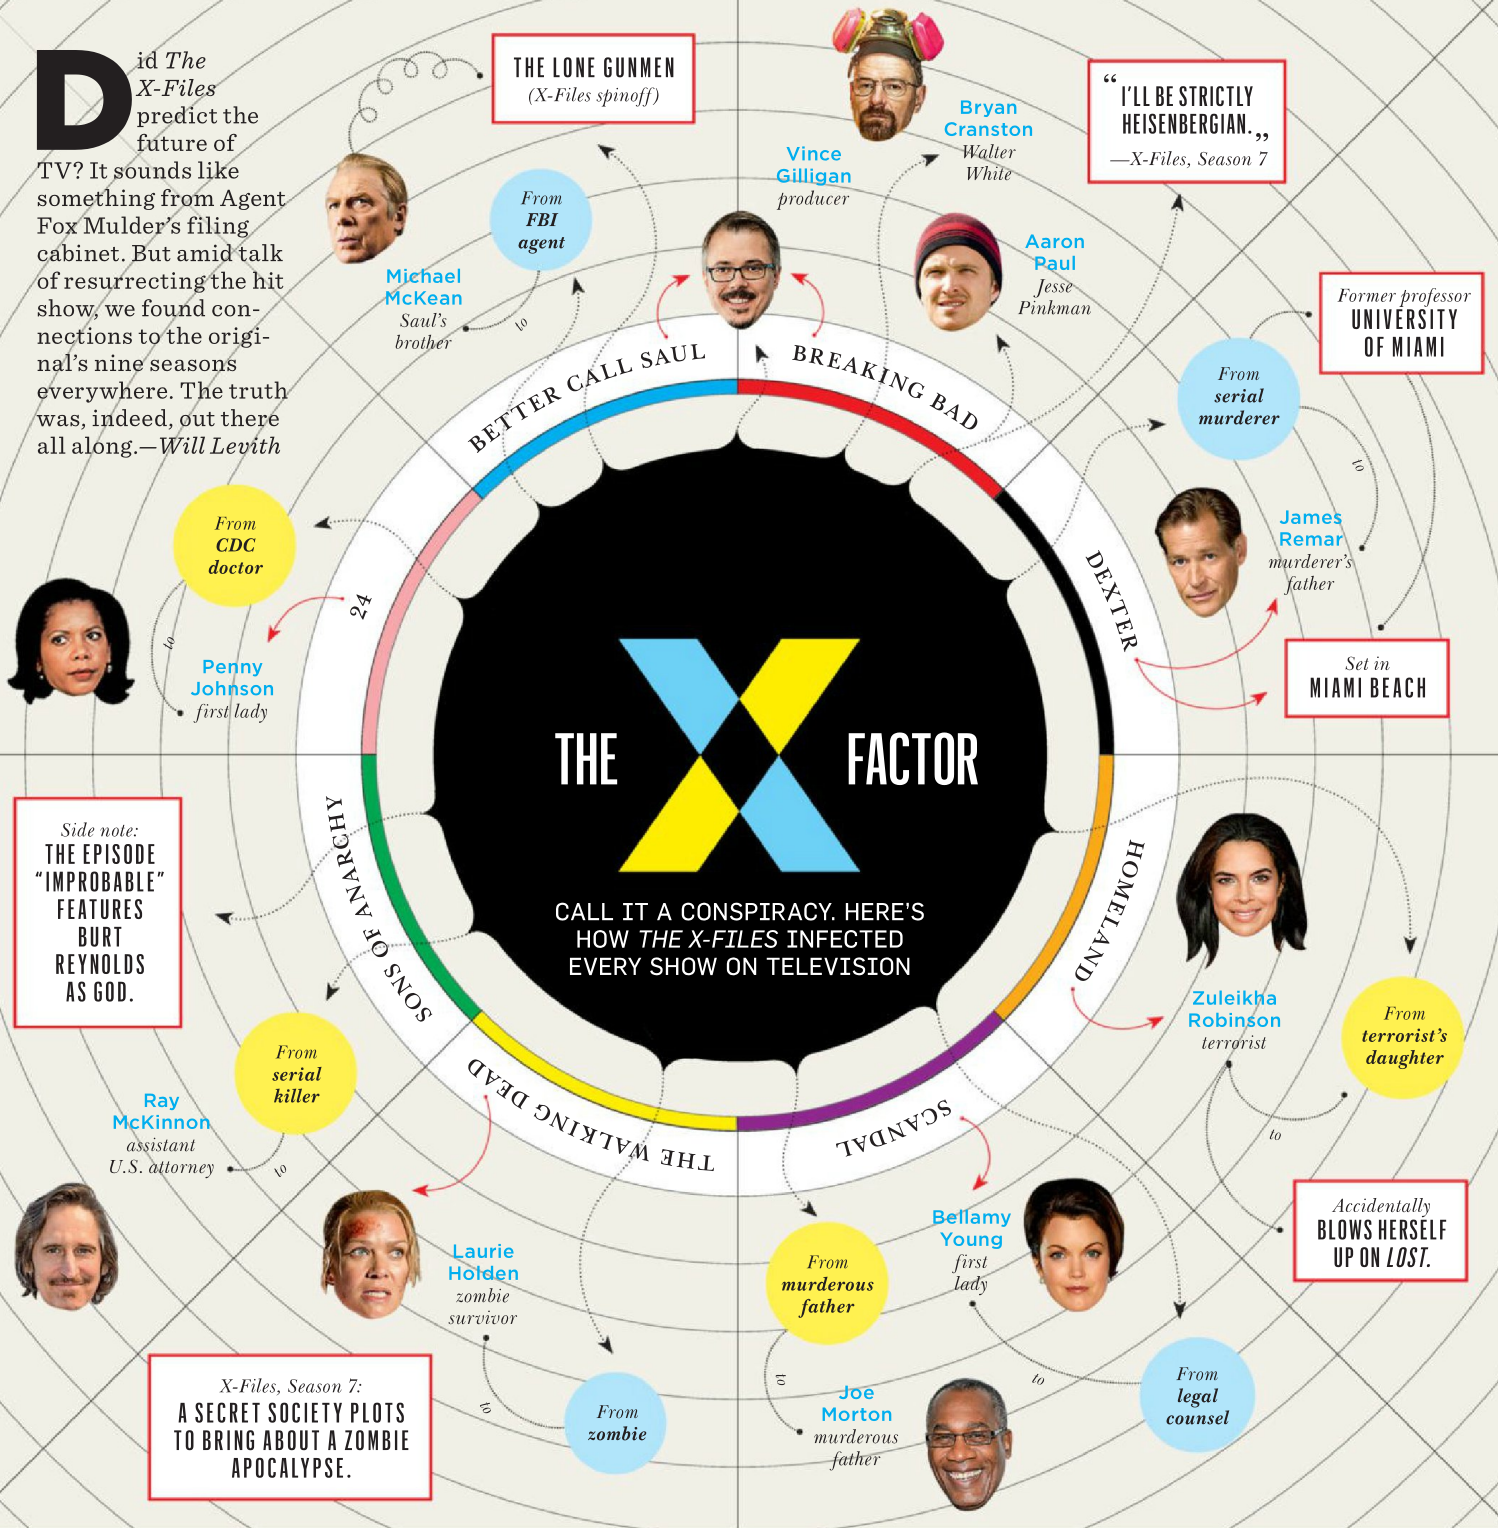 Did The
X-Files
predict the
future of
TV? It sounds like
something from Agent
Fox Mulder's filing
cabinet. But amid talk
of resurrecting the hit
show, we found con-
nections to the origi-
nal's nine seasons
everywhere. The truth
was, indeed, out there
all along.—Will Levith
THE LONE GUNMEN
(X-Files spinoff)
From
FBI
agent
to
Michael
McKean
Saul's
brother
Vince
Gilligan
producer
Bryan
Cranston
Walter
White
Aaron
Paul
Jesse
Pinkman
“I'LL BE STRICTLY
HEISENBERGIAN.”
—X-Files, Season 7
Former professor
UNIVERSITY
OF MIAMI
From
serial
murderer
to
James
Remar
murderer's
father
Set in
MIAMI BEACH
BETTER CALL SAUL
BREAKING BAD
DEXTER
HOMELAND
SCANDAL
THE WALKING DEAD
SONS OF ANARCHY
24
From
CDC
doctor
to
Penny
Johnson
first lady
THE X FACTOR
CALL IT A CONSPIRACY. HERE'S
HOW THE X-FILES INFECTED
EVERY SHOW ON TELEVISION
Side note:
THE EPISODE
“IMPROBABLE”
FEATURES
BURT
REYNOLDS
AS GOD.
From
serial
killer
to
Ray
McKinnon
assistant
U.S. attorney
Laurie
Holden
zombie
survivor
to
From
zombie
X-Files, Season 7:
A SECRET SOCIETY PLOTS
TO BRING ABOUT A ZOMBIE
APOCALYPSE.
From
murderous
father
to
Joe
Morton
murderous
father
Bellamy
Young
first
lady
to
From
legal
counsel
Zuleikha
Robinson
terrorist
to
From
terrorist's
daughter
Accidentally
BLOWS HERSELF
UP ON LOST.